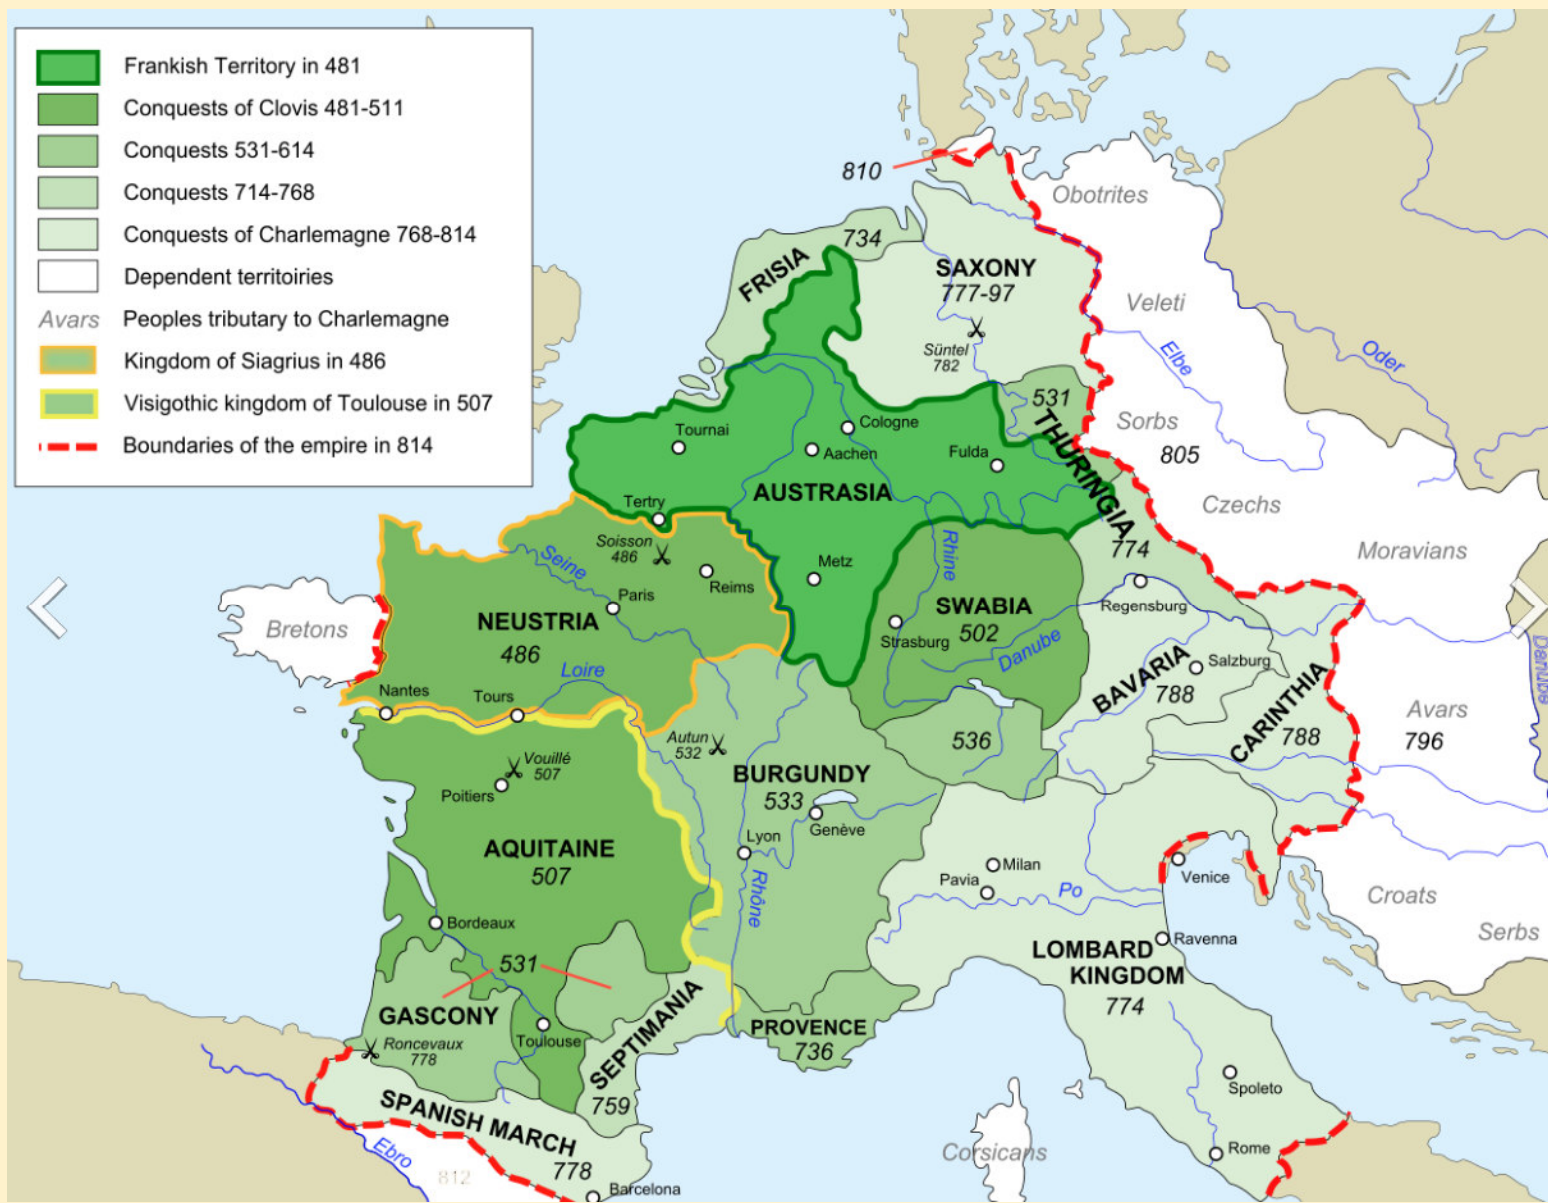 Frankish Territory in 481
Conquests of Clovis 481-511
Conquests 531-614
Conquests 714-768
Conquests of Charlemagne 768-814
Dependent territoiries
Avars Peoples tributary to Charlemagne
Kingdom of Siagrius in 486
Visigothic kingdom of Toulouse in 507
Boundaries of the empire in 814
810
Obotrites
734
FRISIA
SAXONY
777-97
Veleti
Süntel
782
Elbe
Oder
531
THURINGIA
Sorbs
805
Tournai
Cologne
Aachen
Fulda
AUSTRASIA
Czechs
Tertry
Soisson
486
Seine
Rhine
774
Moravians
Metz
Reims
Paris
Regensburg
Bretons
NEUSTRIA
486
SWABIA
502
Strasburg
Danube
Danube
Loire
Nantes
Tours
BAVARIA
788
Salzburg
CARINTHIA
788
Avars
796
Autun
532
536
Vouillé
507
Poitiers
BURGUNDY
533
Genève
Lyon
AQUITAINE
507
Rhône
Milan
Pavia
Po
Venice
Croats
Bordeaux
Ravenna
Serbs
531
LOMBARD
KINGDOM
774
GASCONY
SEPTIMANIA
759
PROVENCE
736
Toulouse
Roncevaux
778
Spoleto
SPANISH MARCH
778
Ebro
812
Corsicans
Rome
Barcelona